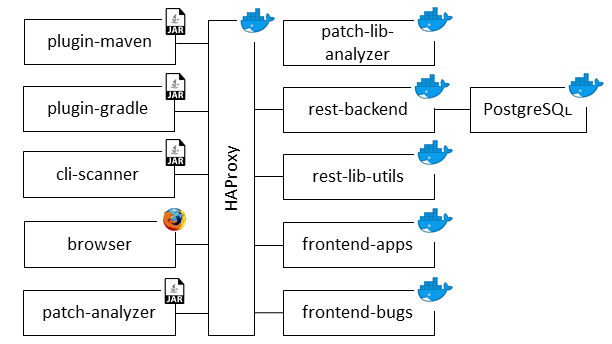 plugin-maven
JAR
patch-lib-
analyzer
plugin-gradle
JAR
rest-backend
PostgreSQL
cli-scanner
JAR
HAProxy
rest-lib-utils
browser
frontend-apps
patch-analyzer
JAR
frontend-bugs